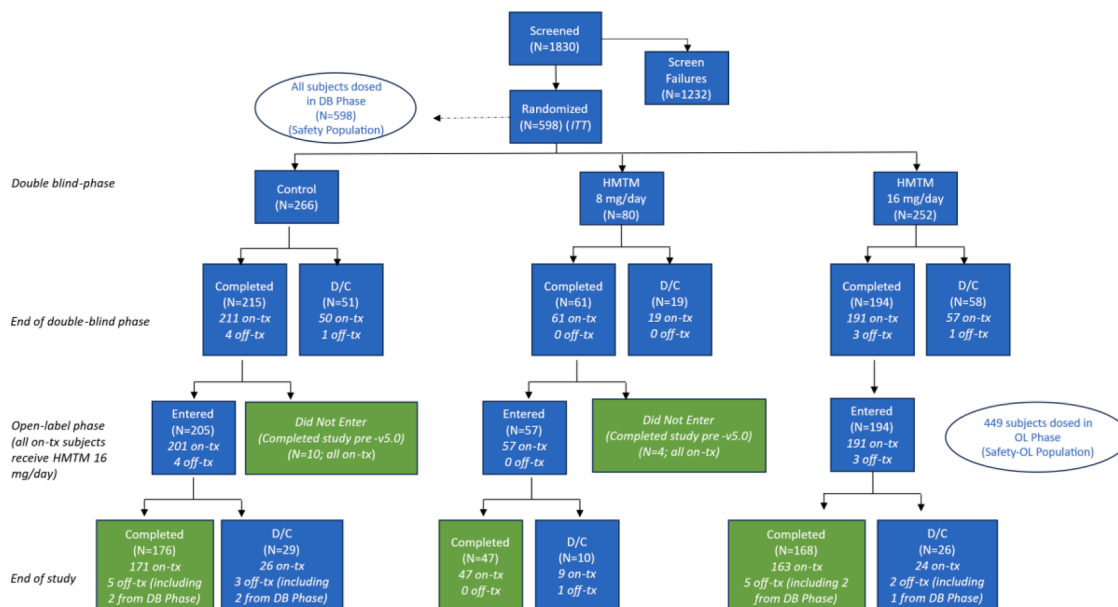 Screened
(N=1830)
Screen
Failures
(N=1232)
All subjects dosed
in DB Phase
(N=598)
(Safety Population)
Randomized
(N=598) (ITT)
Double blind-phase
Control
(N=266)
HMTM
8 mg/day
(N=80)
HMTM
16 mg/day
(N=252)
End of double-blind phase
Completed
(N=215)
211 on-tx
4 off-tx
D/C
(N=51)
50 on-tx
1 off-tx
Completed
(N=61)
61 on-tx
0 off-tx
D/C
(N=19)
19 on-tx
0 off-tx
Completed
(N=194)
191 on-tx
3 off-tx
D/C
(N=58)
57 on-tx
1 off-tx
Open-label phase
(all on-tx subjects
receive HMTM 16
mg/day)
Entered
(N=205)
201 on-tx
4 off-tx
Did Not Enter
(Completed study pre -v5.0)
(N=10; all on-tx)
Entered
(N=57)
57 on-tx
0 off-tx
Did Not Enter
(Completed study pre -v5.0)
(N=4; all on-tx)
Entered
(N=194)
191 on-tx
3 off-tx
449 subjects dosed in
OL Phase
(Safety-OL Population)
End of study
Completed
(N=176)
171 on-tx
5 off-tx (including
2 from DB Phase)
D/C
(N=29)
26 on-tx
3 off-tx (including
2 from DB Phase)
Completed
(N=47)
47 on-tx
0 off-tx
D/C
(N=10)
9 on-tx
1 off-tx
Completed
(N=168)
163 on-tx
5 off-tx (including 2
from DB Phase)
D/C
(N=26)
24 on-tx
2 off-tx (including
1 from DB Phase)